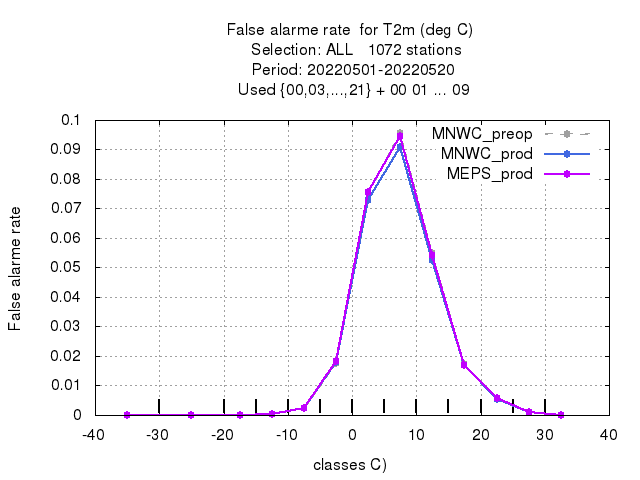 False alarme rate  for T2m (deg C)
Selection: ALL   1072 stations
Period: 20220501-20220520
Used {00,03,...,21} + 00 01 ... 09
MNWC_preop
MNWC_prod
MEPS_prod
False alarme rate
0.1
0.09
0.08
0.07
0.06
0.05
0.04
0.03
0.02
0.01
0
-40 -30 -20 -10 0 10 20 30 40
classes C)